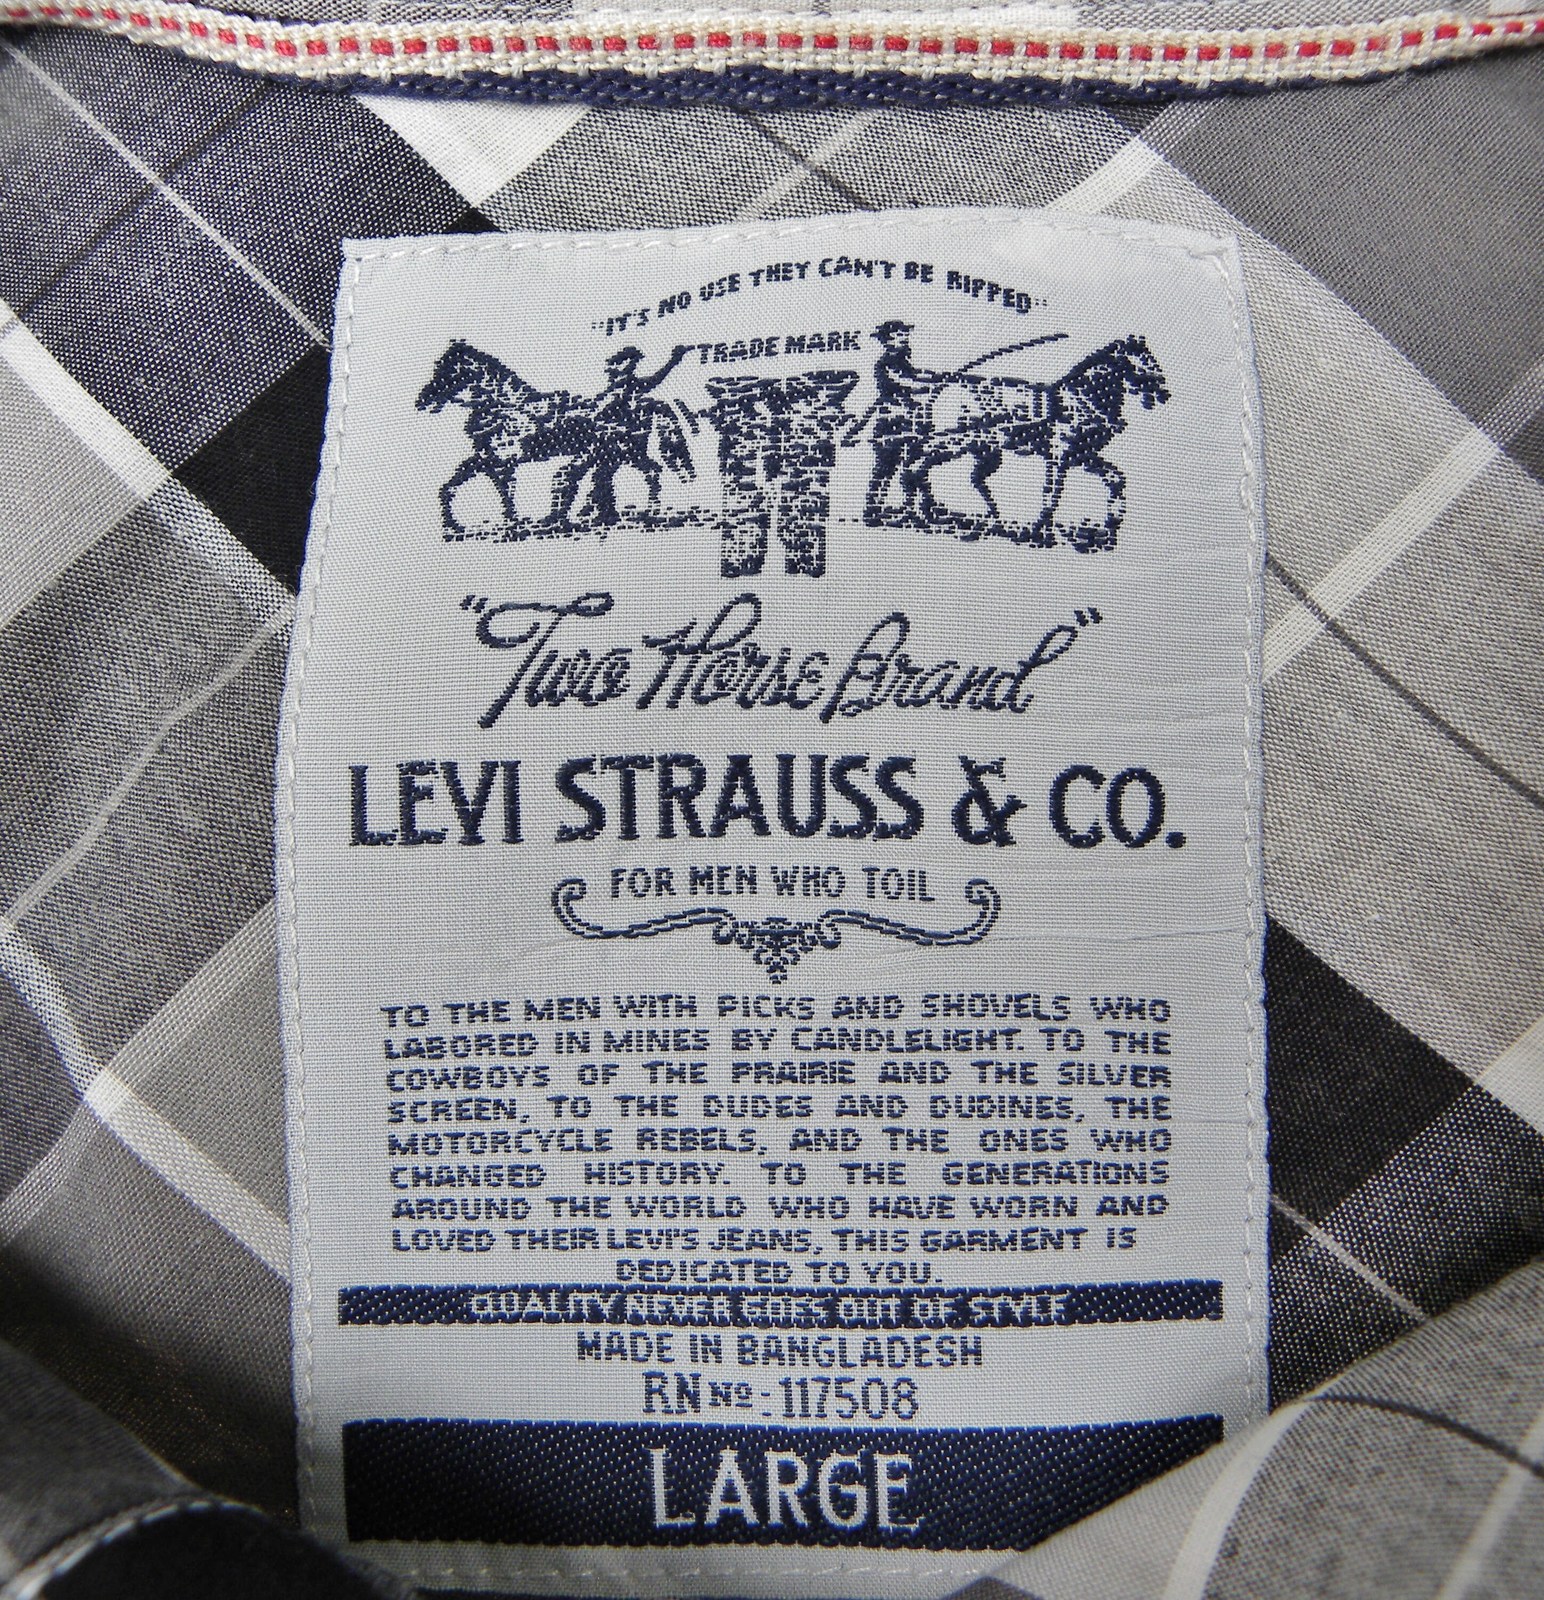 "IT'S NO USE THEY CAN'T BE RIPPED"
TRADE MARK
"Two Horse Brand"
LEVI STRAUSS & CO.
FOR MEN WHO TOIL
TO THE MEN WITH PICKS AND SHOVELS WHO
LABORED IN MINES BY CANDLELIGHT. TO THE
COWBOYS OF THE PRAIRIE AND THE SILVER
SCREEN, TO THE DUDES AND DUDINES, THE
MOTORCYCLE REBELS, AND THE ONES WHO
CHANGED HISTORY. TO THE GENERATIONS
AROUND THE WORLD WHO HAVE WORN AND
LOVED THEIR LEVI'S JEANS, THIS GARMENT IS
DEDICATED TO YOU.
QUALITY NEVER GOES OUT OF STYLE
MADE IN BANGLADESH
RN Nº.:117508
LARGE